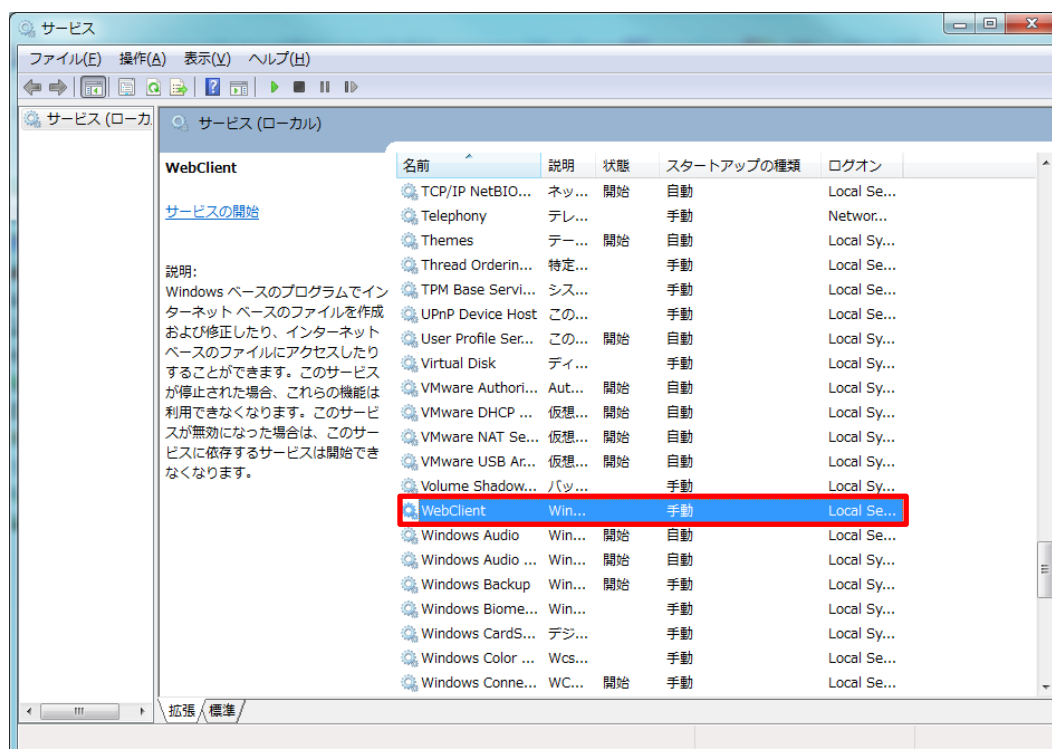 サービス
ファイル(F) 操作(A) 表示(V) ヘルプ(H)
サービス (ローカ
サービス (ローカル)
WebClient
サービスの開始
説明:
Windows ベースのプログラムでイン
ターネット ベースのファイルを作成
および修正したり、インターネット
ベースのファイルにアクセスしたり
することができます。このサービス
が停止された場合、これらの機能は
利用できなくなります。このサービ
スが無効になった場合は、このサー
ビスに依存するサービスは開始でき
なくなります。
名前 説明 状態 スタートアップの種類 ログオン
TCP/IP NetBIO... ネッ... 開始 自動 Local Se...
Telephony テレ... 手動 Networ...
Themes テー... 開始 自動 Local Sy...
Thread Orderin... 特定... 手動 Local Se...
TPM Base Servi... シス... 手動 Local Se...
UPnP Device Host この... 手動 Local Se...
User Profile Ser... この... 開始 自動 Local Sy...
Virtual Disk ディ... 手動 Local Sy...
VMware Authori... Aut... 開始 自動 Local Sy...
VMware DHCP ... 仮想... 開始 自動 Local Sy...
VMware NAT Se... 仮想... 開始 自動 Local Sy...
VMware USB Ar... 仮想... 開始 自動 Local Sy...
Volume Shadow... バッ... 手動 Local Sy...
WebClient Win... 手動 Local Se...
Windows Audio Win... 開始 自動 Local Se...
Windows Audio ... Win... 開始 自動 Local Sy...
Windows Backup Win... 開始 手動 Local Sy...
Windows Biome... Win... 手動 Local Sy...
Windows CardS... デジ... 手動 Local Sy...
Windows Color ... Wcs... 手動 Local Se...
Windows Conne... WC... 開始 手動 Local Se...
拡張 標準